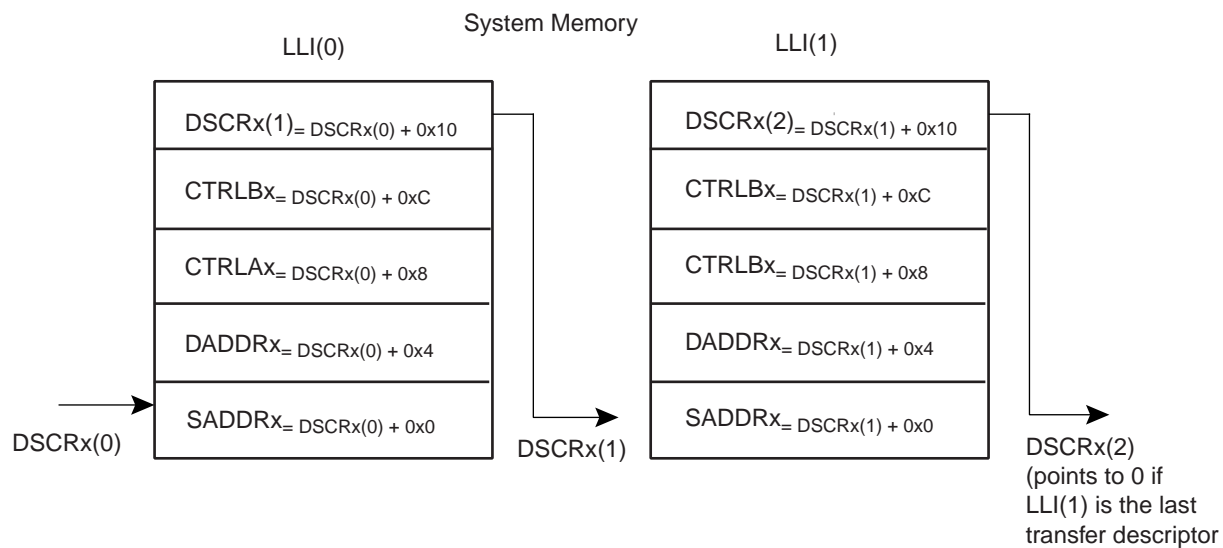 System Memory
LLI(0)
LLI(1)
DSCRx(1)= DSCRx(0) + 0x10
CTRLBx= DSCRx(0) + 0xC
CTRLAx= DSCRx(0) + 0x8
DADDRx= DSCRx(0) + 0x4
SADDRx= DSCRx(0) + 0x0
DSCRx(0)
DSCRx(1)
DSCRx(2)= DSCRx(1) + 0x10
CTRLBx= DSCRx(1) + 0xC
CTRLBx= DSCRx(1) + 0x8
DADDRx= DSCRx(1) + 0x4
SADDRx= DSCRx(1) + 0x0
DSCRx(2)
(points to 0 if
LLI(1) is the last
transfer descriptor